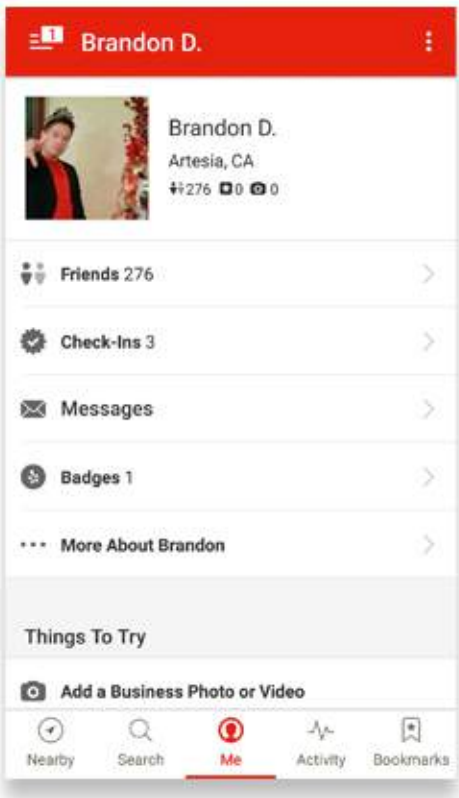 1
Brandon D.
Brandon D.
Artesia, CA
276 0 0
Friends 276
Check-Ins 3
Messages
Badges 1
More About Brandon
Things To Try
Add a Business Photo or Video
Nearby Search Me Activity Bookmarks